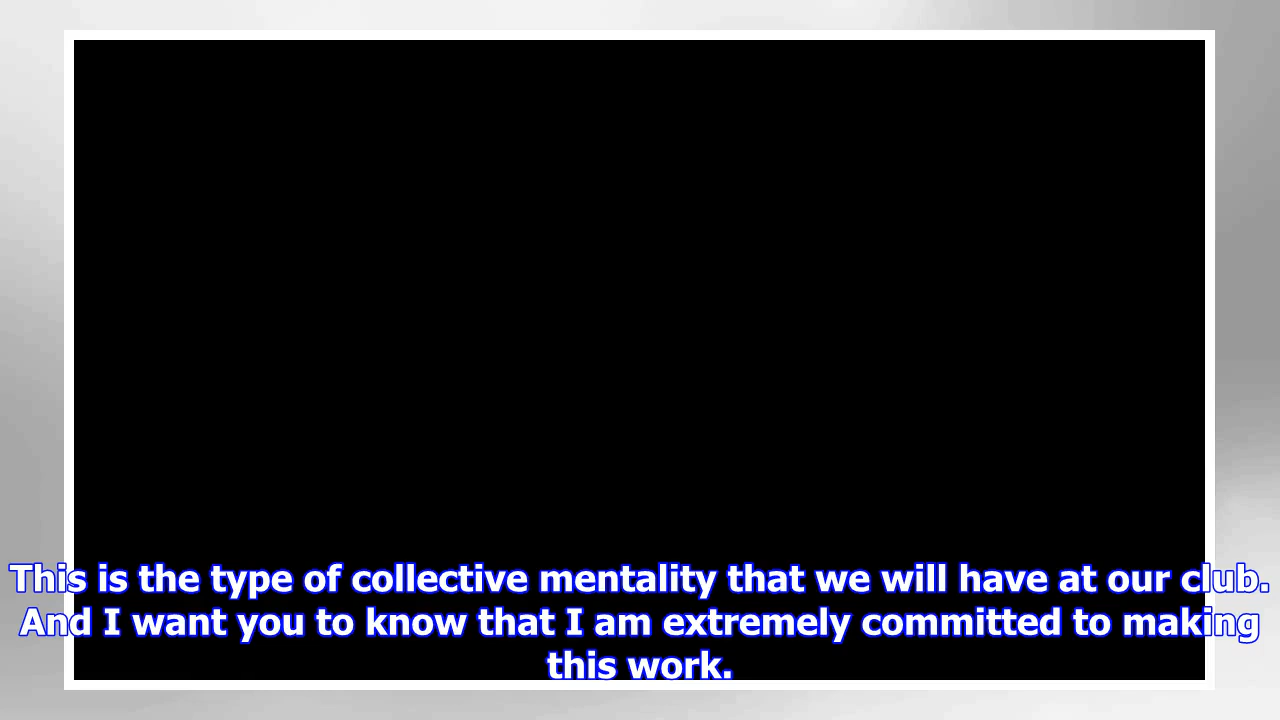 This is the type of collective mentality that we will have at our club.
And I want you to know that I am extremely committed to making
this work.